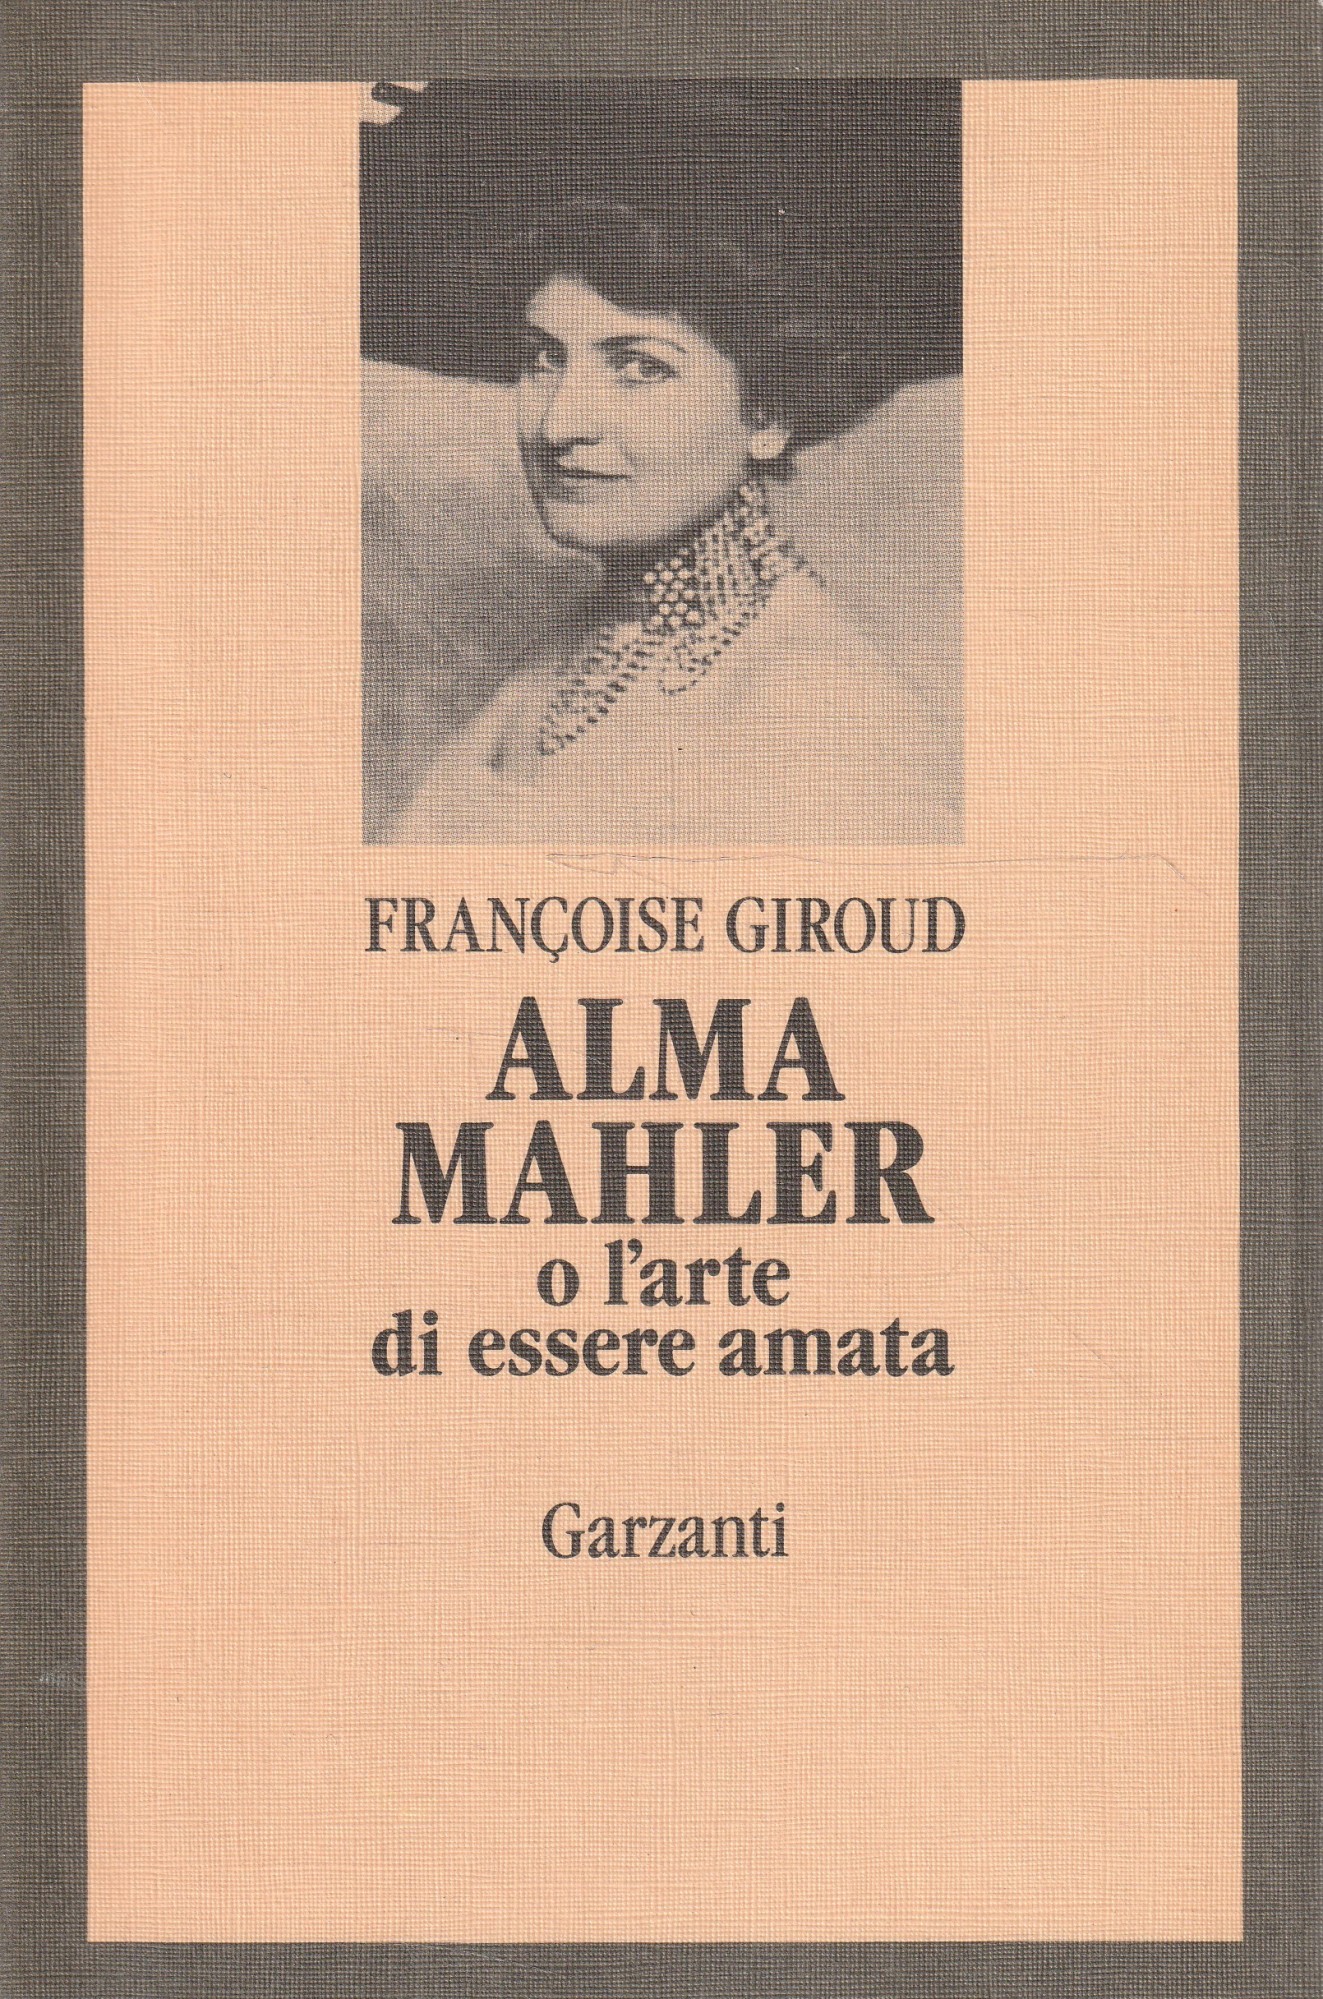 FRANÇOISE GIROUD
ALMA
MAHLER
o l'arte
di essere amata
Garzanti